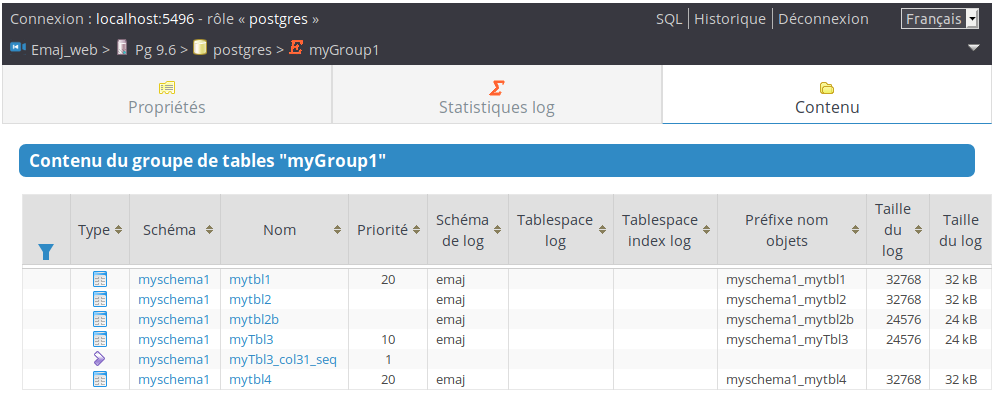 Connexion : localhost:5496 - rôle « postgres » SQL Historique Déconnexion Français
Emaj_web > Pg 9.6 > postgres > E myGroup1
Propriétés Statistiques log Contenu
Contenu du groupe de tables "myGroup1"
Type Schéma Nom Priorité Schéma de log Tablespace log Tablespace index log Préfixe nom objets Taille du log Taille du log
myschema1 mytbl1 20 emaj myschema1_mytbl1 32768 32 kB
myschema1 mytbl2 emaj myschema1_mytbl2 32768 32 kB
myschema1 mytbl2b emaj myschema1_mytbl2b 24576 24 kB
myschema1 myTbl3 10 emaj myschema1_myTbl3 24576 24 kB
myschema1 myTbl3_col31_seq 1
myschema1 mytbl4 20 emaj myschema1_mytbl4 32768 32 kB